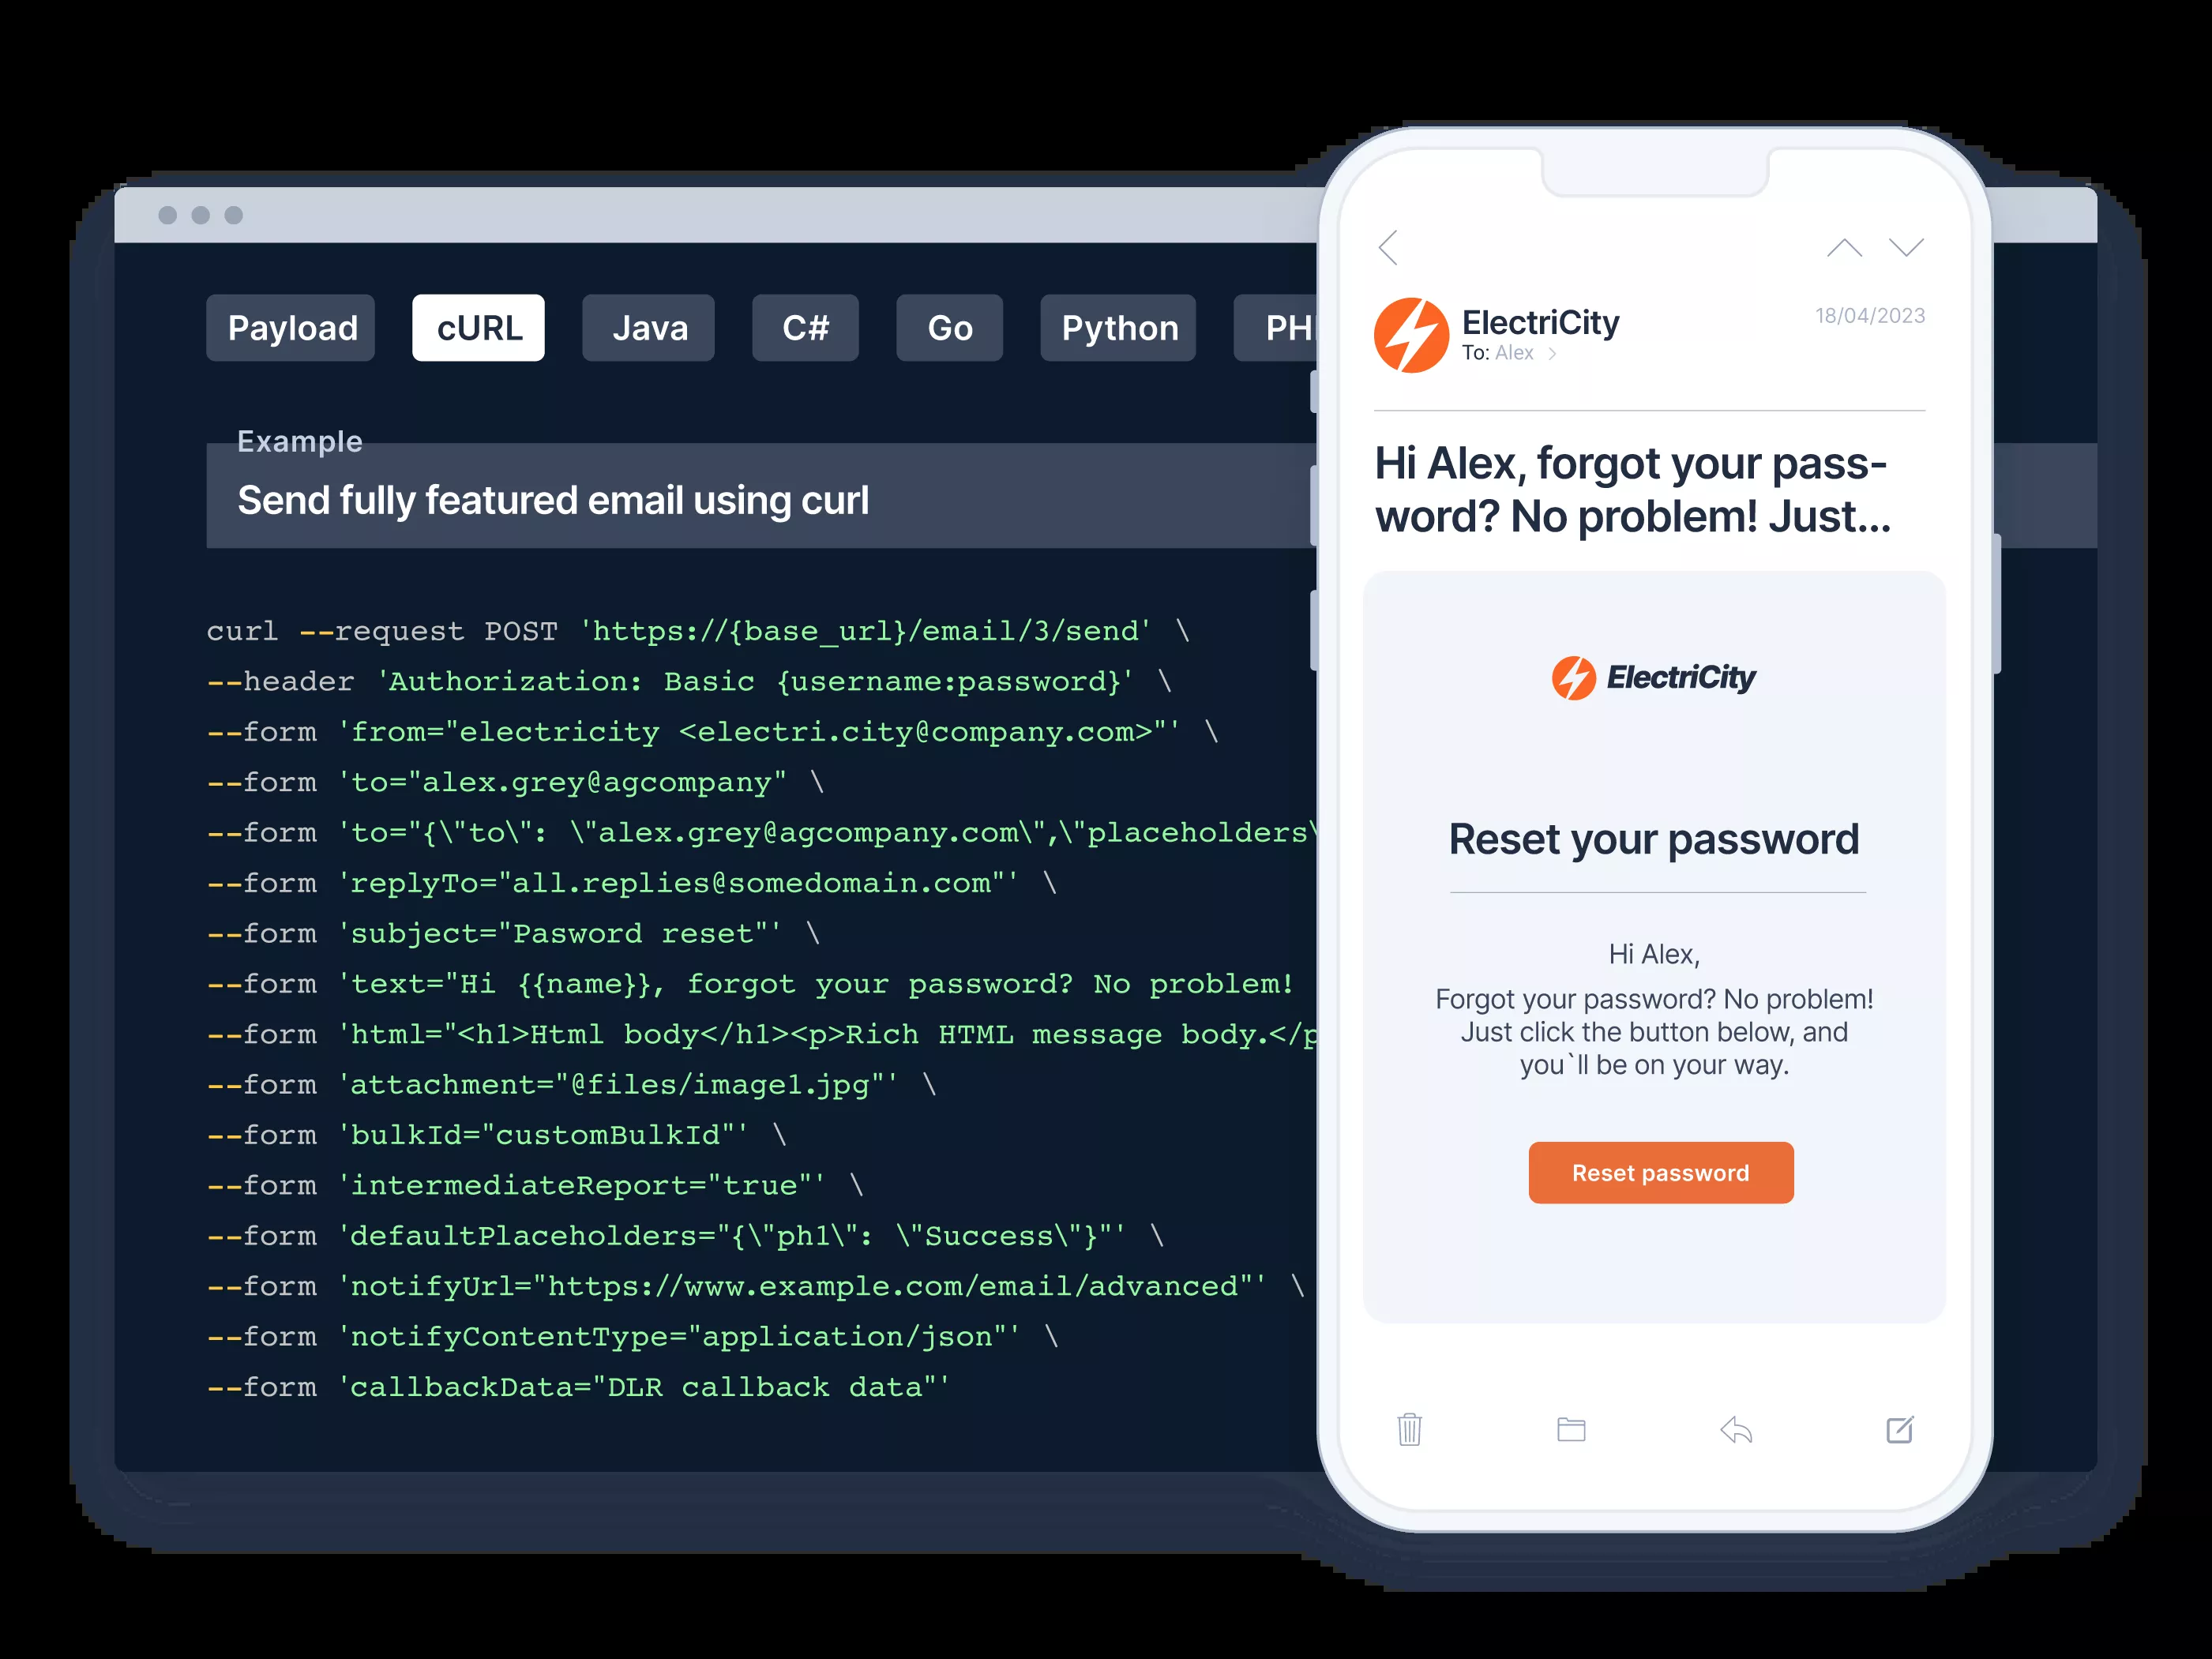 Payload cURL Java C# Go Python PH
Example
Send fully featured email using curl
curl --request POST 'https://{base_url}/email/3/send' \
--header 'Authorization: Basic {username:password}' \
--form 'from="electricity <electri.city@company.com>"' \
--form 'to="alex.grey@agcompany" \
--form 'to="{\"to\": \"alex.grey@agcompany.com\",\"placeholders\
--form 'replyTo="all.replies@somedomain.com"' \
--form 'subject="Pasword reset"' \
--form 'text="Hi {{name}}, forgot your password? No problem!
--form 'html="<h1>Html body</h1><p>Rich HTML message body.</p
--form 'attachment="@files/image1.jpg"' \
--form 'bulkId="customBulkId"' \
--form 'intermediateReport="true"' \
--form 'defaultPlaceholders="{\"ph1\": \"Success\"}"' \
--form 'notifyUrl="https://www.example.com/email/advanced"' \
--form 'notifyContentType="application/json"' \
--form 'callbackData="DLR callback data"'
ElectriCity
18/04/2023
To: Alex >
Hi Alex, forgot your pass-
word? No problem! Just...
ElectriCity
Reset your password
Hi Alex,
Forgot your password? No problem!
Just click the button below, and
you`ll be on your way.
Reset password